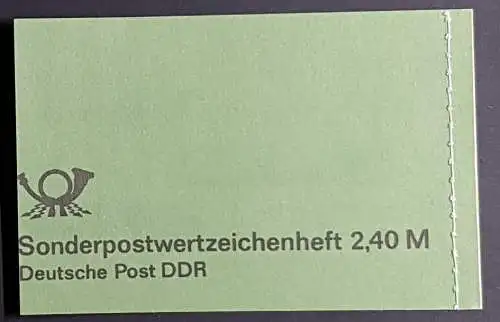 Sonderpostwertzeichenheft 2,40 M
Deutsche Post DDR